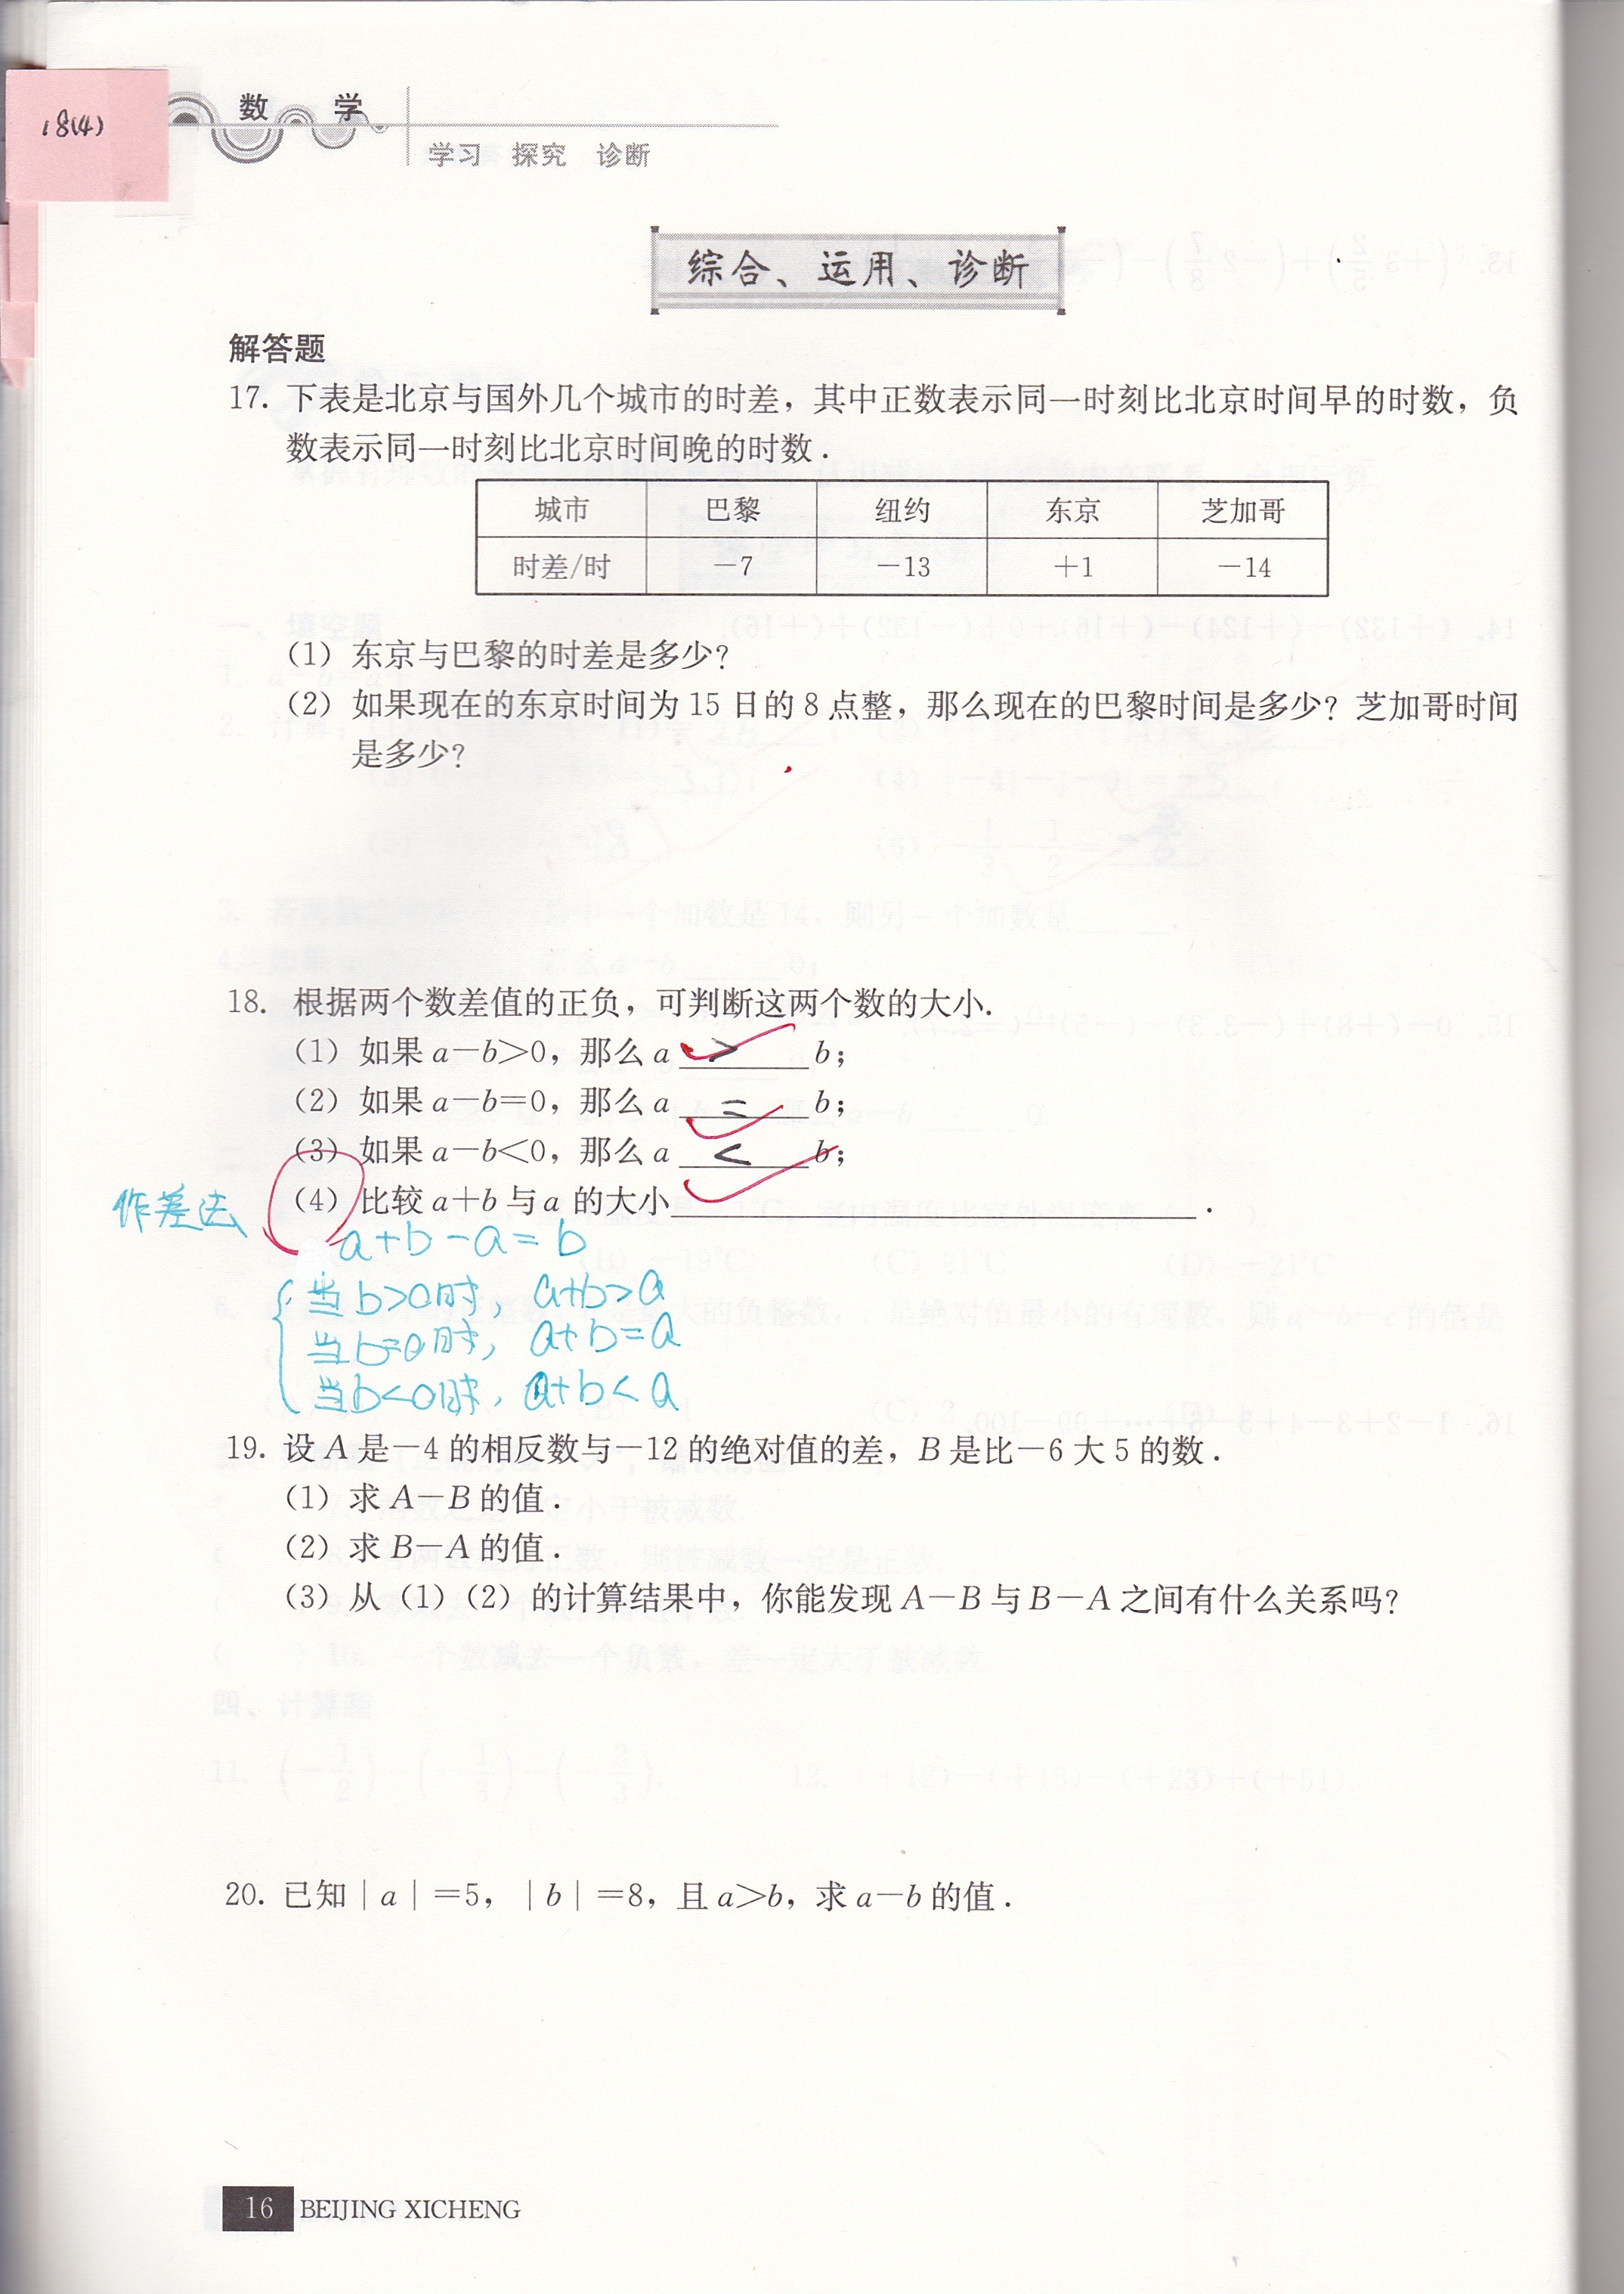 18(4)
数 学
学习 探究 诊断
综合、运用、诊断
解答题
17. 下表是北京与国外几个城市的时差，其中正数表示同一时刻比北京时间早的时数，负
数表示同一时刻比北京时间晚的时数.
城市 巴黎 纽约 东京 芝加哥
时差/时 −7 −13 +1 −14
(1) 东京与巴黎的时差是多少？
(2) 如果现在的东京时间为 15 日的 8 点整，那么现在的巴黎时间是多少？芝加哥时间
是多少？
18. 根据两个数差值的正负，可判断这两个数的大小.
(1) 如果 a−b>0，那么 a > b；
(2) 如果 a−b=0，那么 a = b；
(3) 如果 a−b<0，那么 a < b；
作差法 (4) 比较 a+b 与 a 的大小________.
a+b−a=b
当b>0时，a+b>a
当b=0时，a+b=a
当b<0时，a+b<a
19. 设 A 是−4 的相反数与−12 的绝对值的差，B 是比−6 大 5 的数.
(1) 求 A−B 的值.
(2) 求 B−A 的值.
(3) 从 (1) (2) 的计算结果中，你能发现 A−B 与 B−A 之间有什么关系吗？
20. 已知|a|=5，|b|=8，且 a>b，求 a−b 的值.
16 BEIJING XICHENG